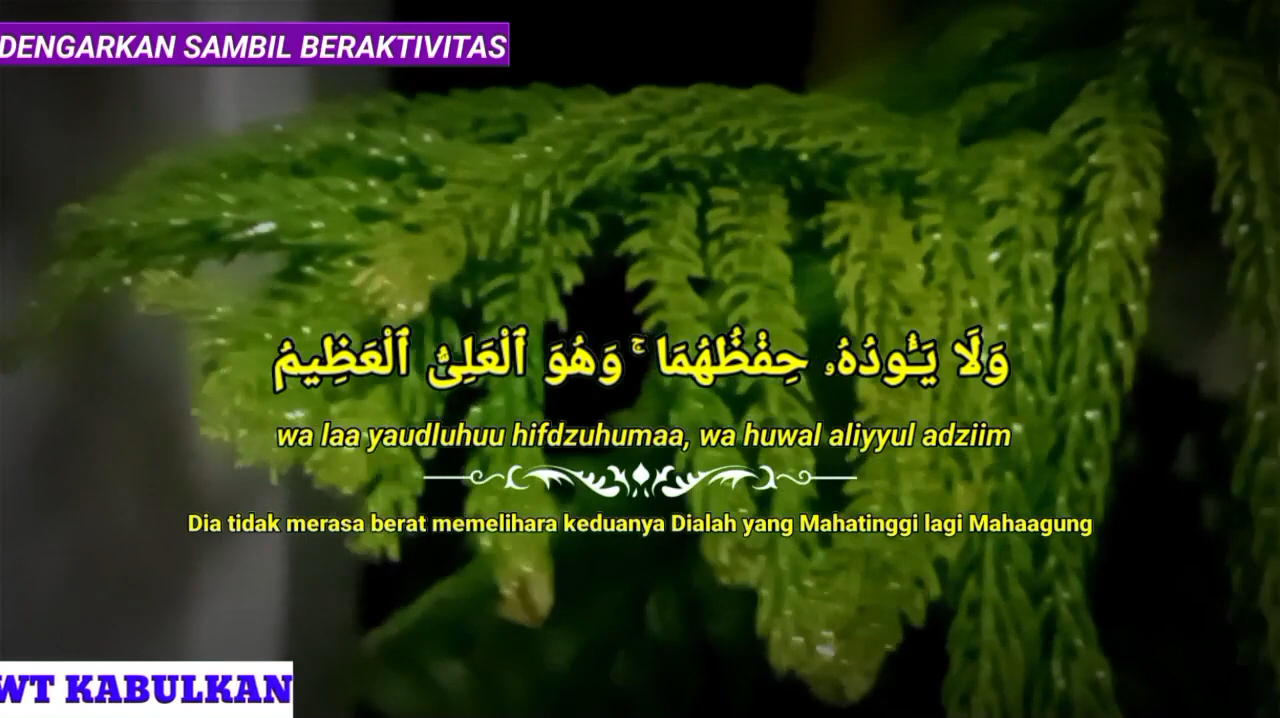 DENGARKAN SAMBIL BERAKTIVITAS
وَلَا يَـُٔودُهُۥ حِفْظُهُمَا ۚ وَهُوَ ٱلْعَلِىُّ ٱلْعَظِيمُ
wa laa yaudluhuu hifdzuhumaa, wa huwal aliyyul adziim
Dia tidak merasa berat memelihara keduanya Dialah yang Mahatinggi lagi Mahaagung
WT KABULKAN